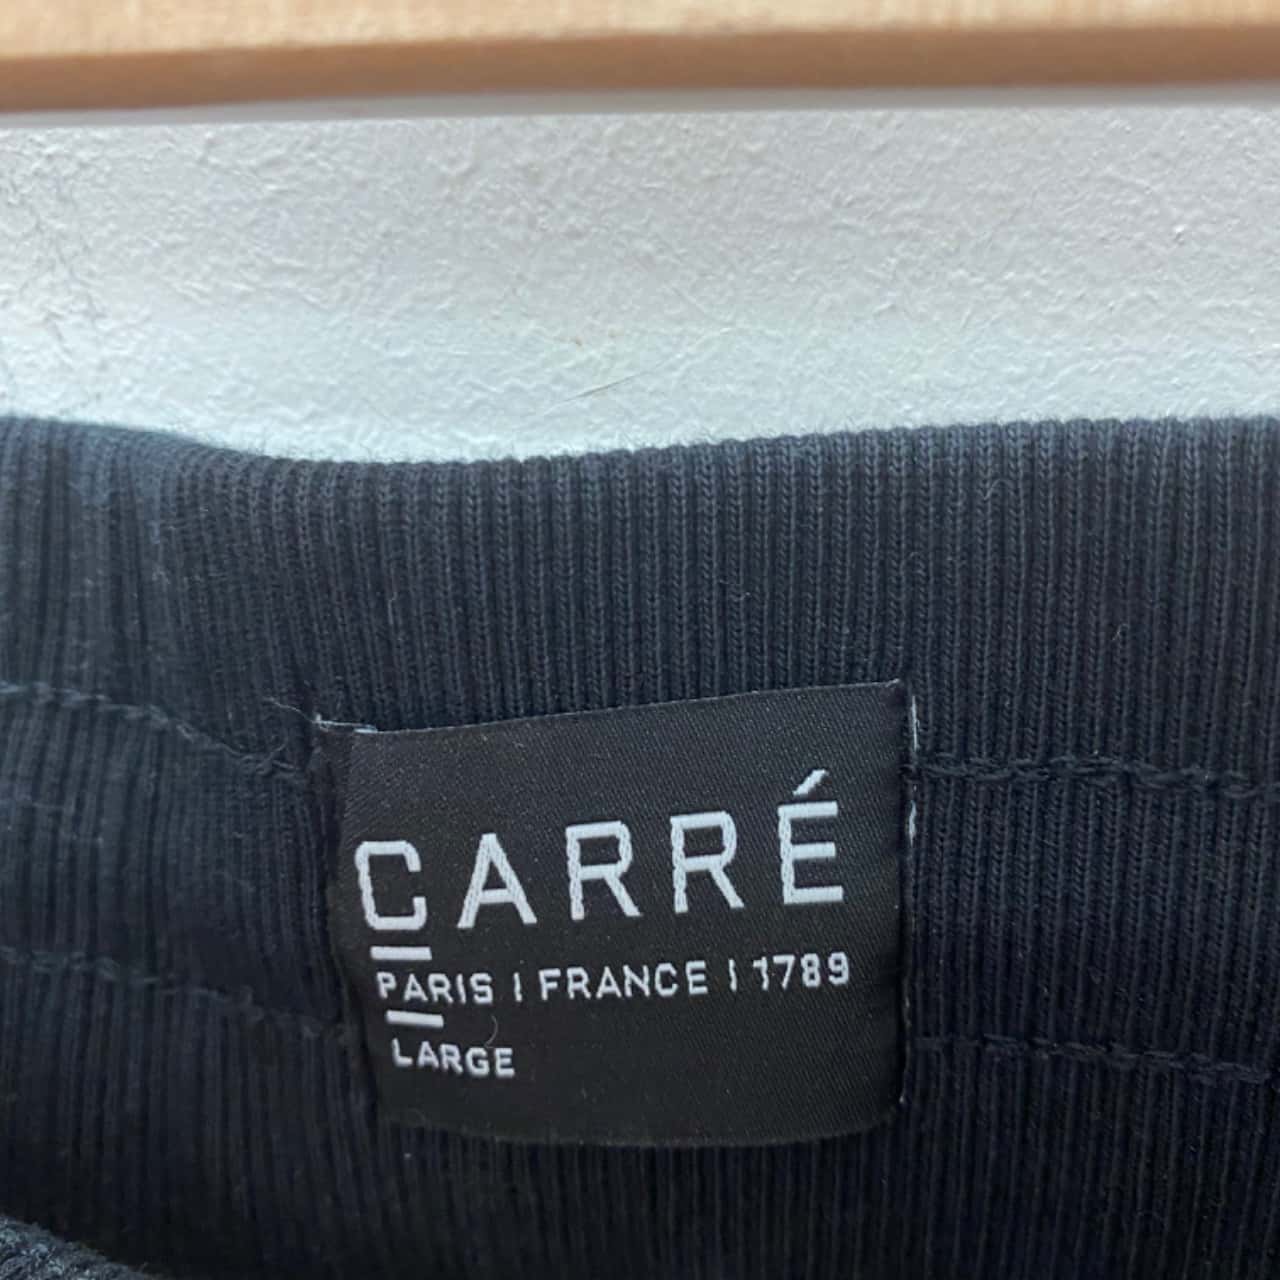 CARRÉ
PARIS | FRANCE | 1789
LARGE